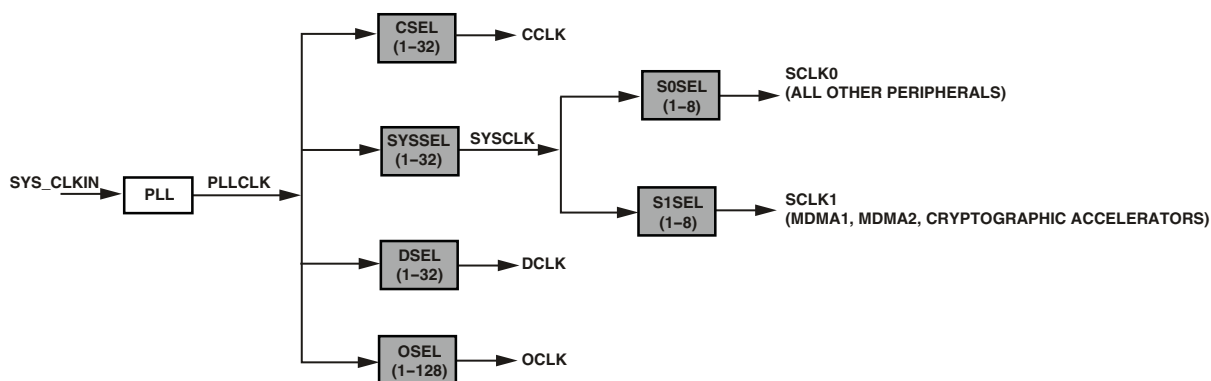 CSEL
(1–32)
CCLK
S0SEL
(1–8)
SCLK0
(ALL OTHER PERIPHERALS)
SYSSEL
(1–32)
SYSCLK
SYS_CLKIN
PLL
PLLCLK
S1SEL
(1–8)
SCLK1
(MDMA1, MDMA2, CRYPTOGRAPHIC ACCELERATORS)
DSEL
(1–32)
DCLK
OSEL
(1–128)
OCLK